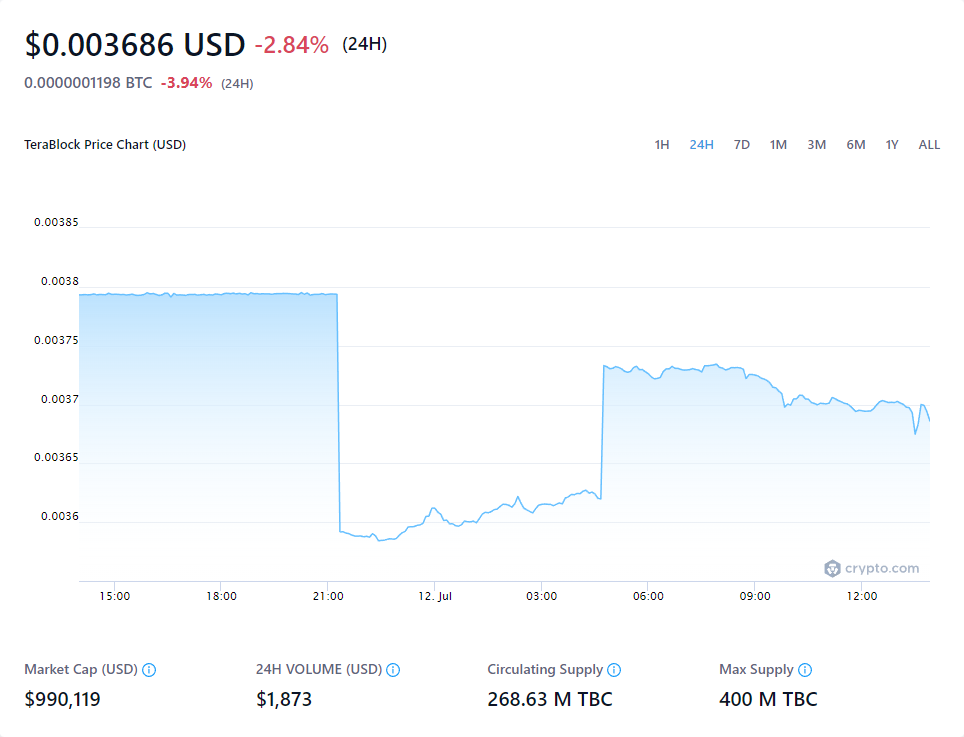 $0.003686 USD -2.84% (24H)
0.0000001198 BTC -3.94% (24H)
TeraBlock Price Chart (USD) 1H 24H 7D 1M 3M 6M 1Y ALL
0.00385
0.0038
0.00375
0.0037
0.00365
0.0036
crypto.com
15:00 18:00 21:00 12. Jul 03:00 06:00 09:00 12:00
Market Cap (USD) 24H VOLUME (USD) Circulating Supply Max Supply
$990,119 $1,873 268.63 M TBC 400 M TBC